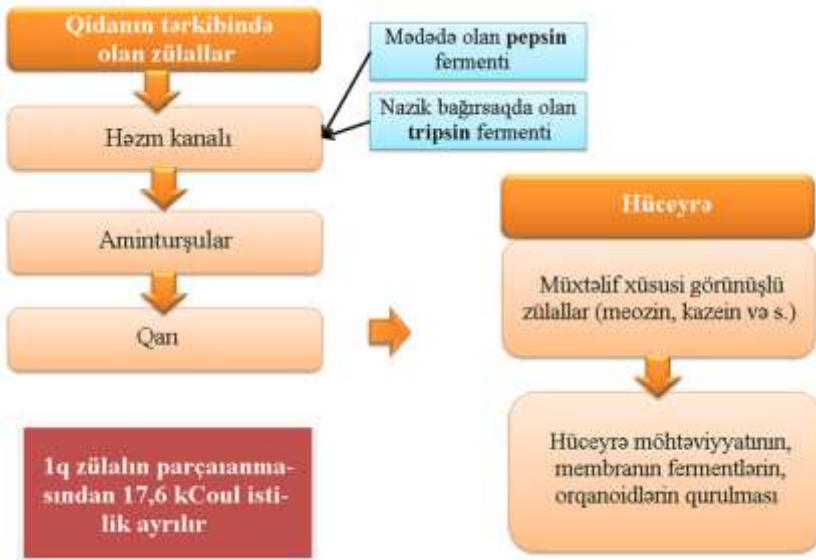 Qidanın tərkibində
olan zülallar
Mədədə olan pepsin
fermenti
Nazik bağırsaqda olan
tripsin fermenti
Həzm kanalı
Aminturşular
Qan
1q zülalın parçaıanma-
sından 17,6 kCoul isti-
lik ayrılır
Hüceyrə
Müxtəlif xüsusi görünüşlü
zülallar (meozin, kazein və s.)
Hüceyrə möhtəviyyatının,
membranın fermentlərin,
orqanoidlərin qurulması